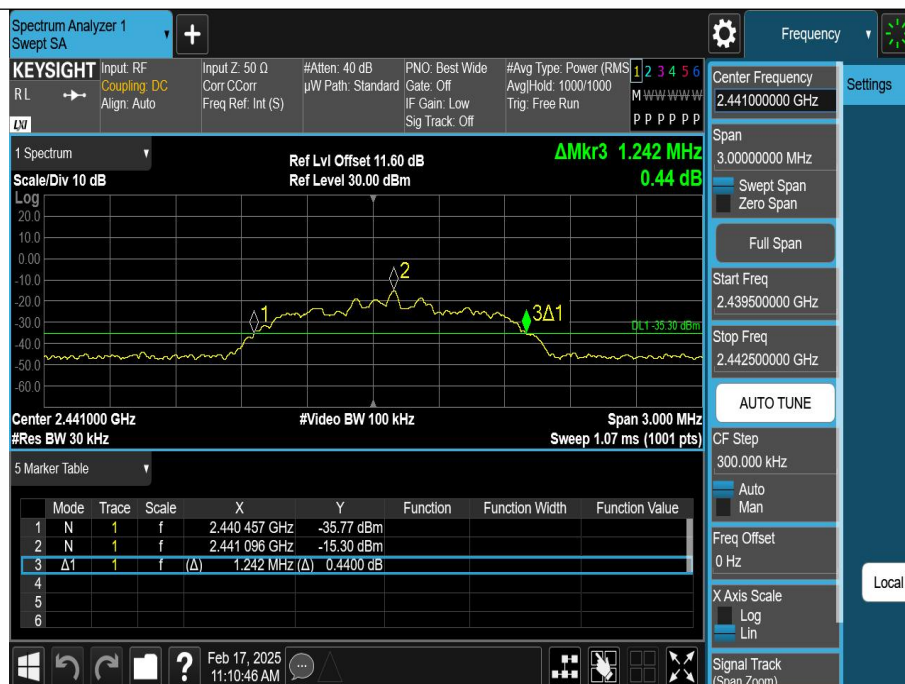 Spectrum Analyzer 1
Swept SA
+
Frequency
KEYSIGHT
RL
LXI
Input: RF
Coupling: DC
Align: Auto
Input Z: 50 Ω
Corr CCorr
Freq Ref: Int (S)
#Atten: 40 dB
µW Path: Standard
PNO: Best Wide
Gate: Off
IF Gain: Low
Sig Track: Off
#Avg Type: Power (RMS
Avg|Hold: 1000/1000
Trig: Free Run
1 2 3 4 5 6
M W W W W W
P P P P P P
1 Spectrum
Scale/Div 10 dB
Ref Lvl Offset 11.60 dB
Ref Level 30.00 dBm
ΔMkr3 1.242 MHz
0.44 dB
Log
20.0
10.0
0.00
-10.0
-20.0
-30.0
-40.0
-50.0
-60.0
1
2
3Δ1
DL1 -35.30 dBm
Center 2.441000 GHz
#Video BW 100 kHz
Span 3.000 MHz
#Res BW 30 kHz
Sweep 1.07 ms (1001 pts)
5 Marker Table
Mode Trace Scale X Y Function Function Width Function Value
1 N 1 f 2.440 457 GHz -35.77 dBm
2 N 1 f 2.441 096 GHz -15.30 dBm
3 Δ1 1 f (Δ) 1.242 MHz (Δ) 0.4400 dB
4
5
6
?
Feb 17, 2025
11:10:46 AM
Center Frequency
2.441000000 GHz
Span
3.00000000 MHz
Swept Span
Zero Span
Full Span
Start Freq
2.439500000 GHz
Stop Freq
2.442500000 GHz
AUTO TUNE
CF Step
300.000 kHz
Auto
Man
Freq Offset
0 Hz
X Axis Scale
Log
Lin
Signal Track
(Span Zoom)
Settings
Local